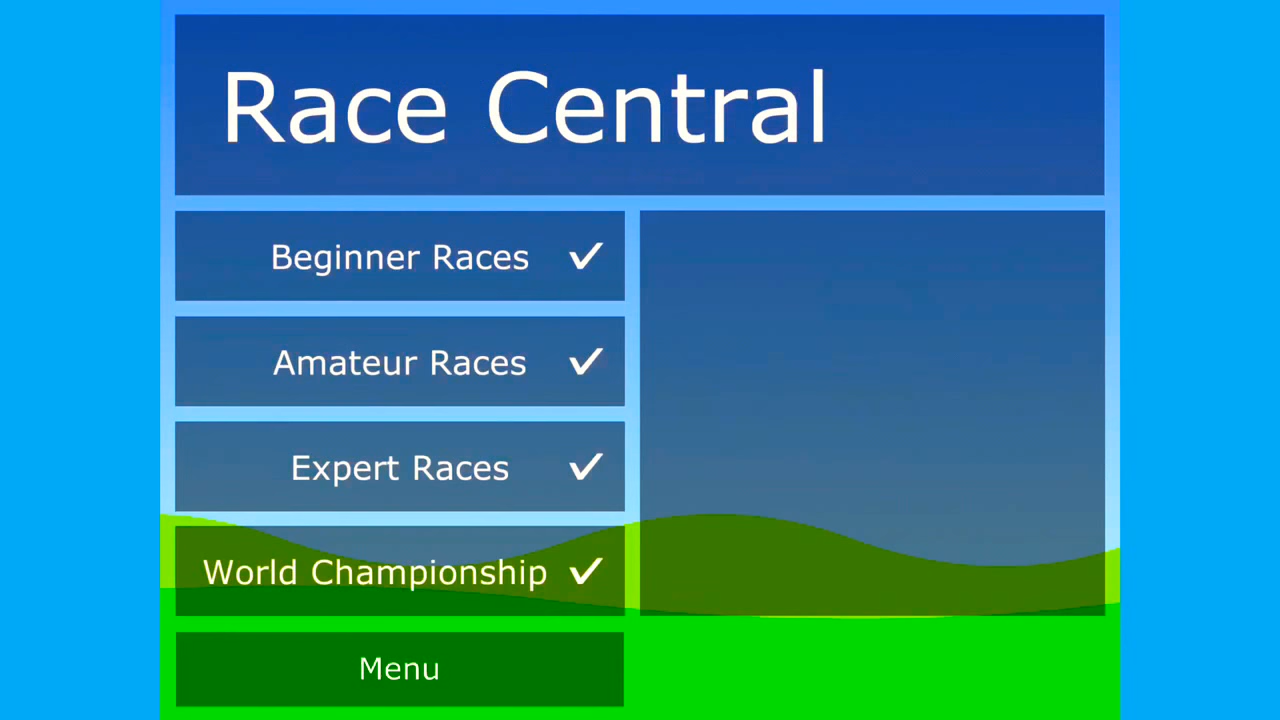 Race Central
Beginner Races ✓
Amateur Races ✓
Expert Races ✓
World Championship ✓
Menu